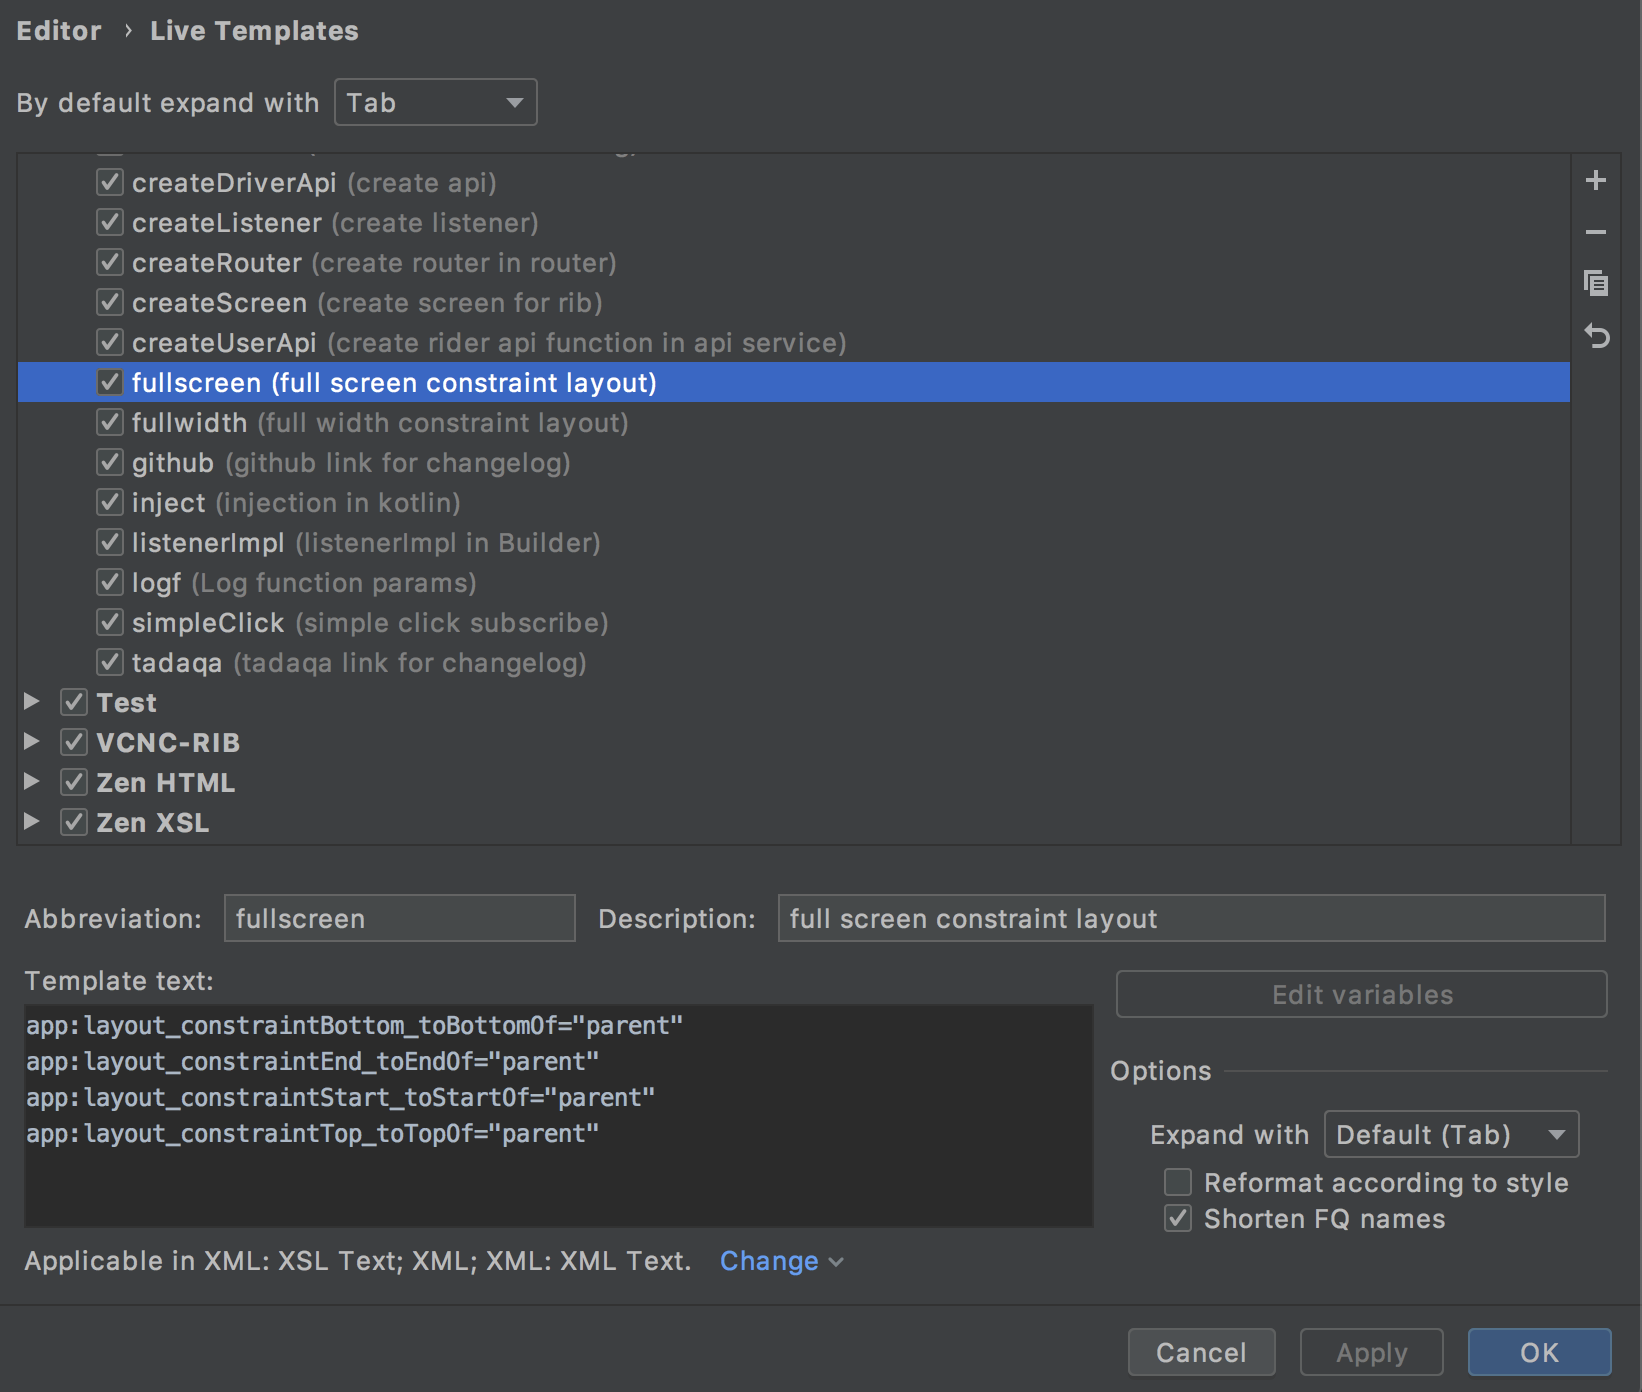 Editor › Live Templates
By default expand with Tab
createDriverApi (create api)
createListener (create listener)
createRouter (create router in router)
createScreen (create screen for rib)
createUserApi (create rider api function in api service)
fullscreen (full screen constraint layout)
fullwidth (full width constraint layout)
github (github link for changelog)
inject (injection in kotlin)
listenerImpl (listenerImpl in Builder)
logf (Log function params)
simpleClick (simple click subscribe)
tadaqa (tadaqa link for changelog)
Test
VCNC-RIB
Zen HTML
Zen XSL
Abbreviation: fullscreen Description: full screen constraint layout
Template text:
Edit variables
app:layout_constraintBottom_toBottomOf="parent"
app:layout_constraintEnd_toEndOf="parent"
app:layout_constraintStart_toStartOf="parent"
app:layout_constraintTop_toTopOf="parent"
Options
Expand with Default (Tab)
Reformat according to style
Shorten FQ names
Applicable in XML: XSL Text; XML; XML: XML Text. Change
Cancel Apply OK